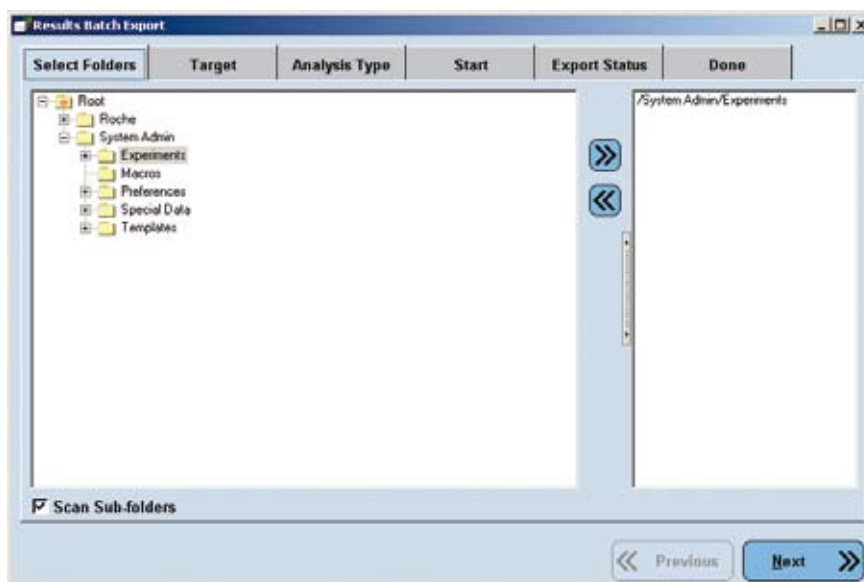 Results Batch Export
Select Folders Target Analysis Type Start Export Status Done
Root
Roche
System Admin
Experiments
Macros
Preferences
Special Data
Templates
/System Admin/Experiments
Scan Sub-folders
Previous Next